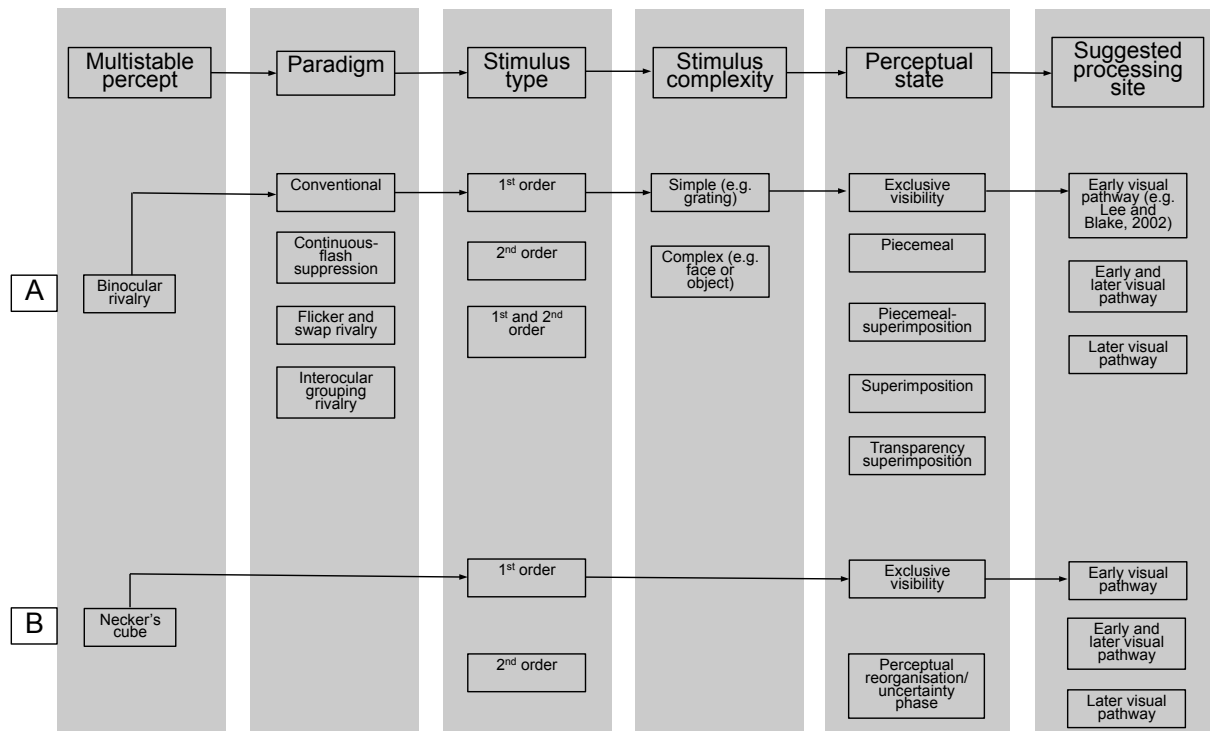 Multistable
percept
Paradigm
Stimulus
type
Stimulus
complexity
Perceptual
state
Suggested
processing
site
A
Binocular
rivalry
Conventional
Continuous-
flash
suppression
Flicker and
swap rivalry
Interocular
grouping
rivalry
1st order
2nd order
1st and 2nd
order
Simple (e.g.
grating)
Complex (e.g.
face or
object)
Exclusive
visibility
Piecemeal
Piecemeal-
superimposition
Superimposition
Transparency
superimposition
Early visual
pathway (e.g.
Lee and
Blake, 2002)
Early and
later visual
pathway
Later visual
pathway
B
Necker's
cube
1st order
2nd order
Exclusive
visibility
Perceptual
reorganisation/
uncertainty
phase
Early visual
pathway
Early and
later visual
pathway
Later visual
pathway